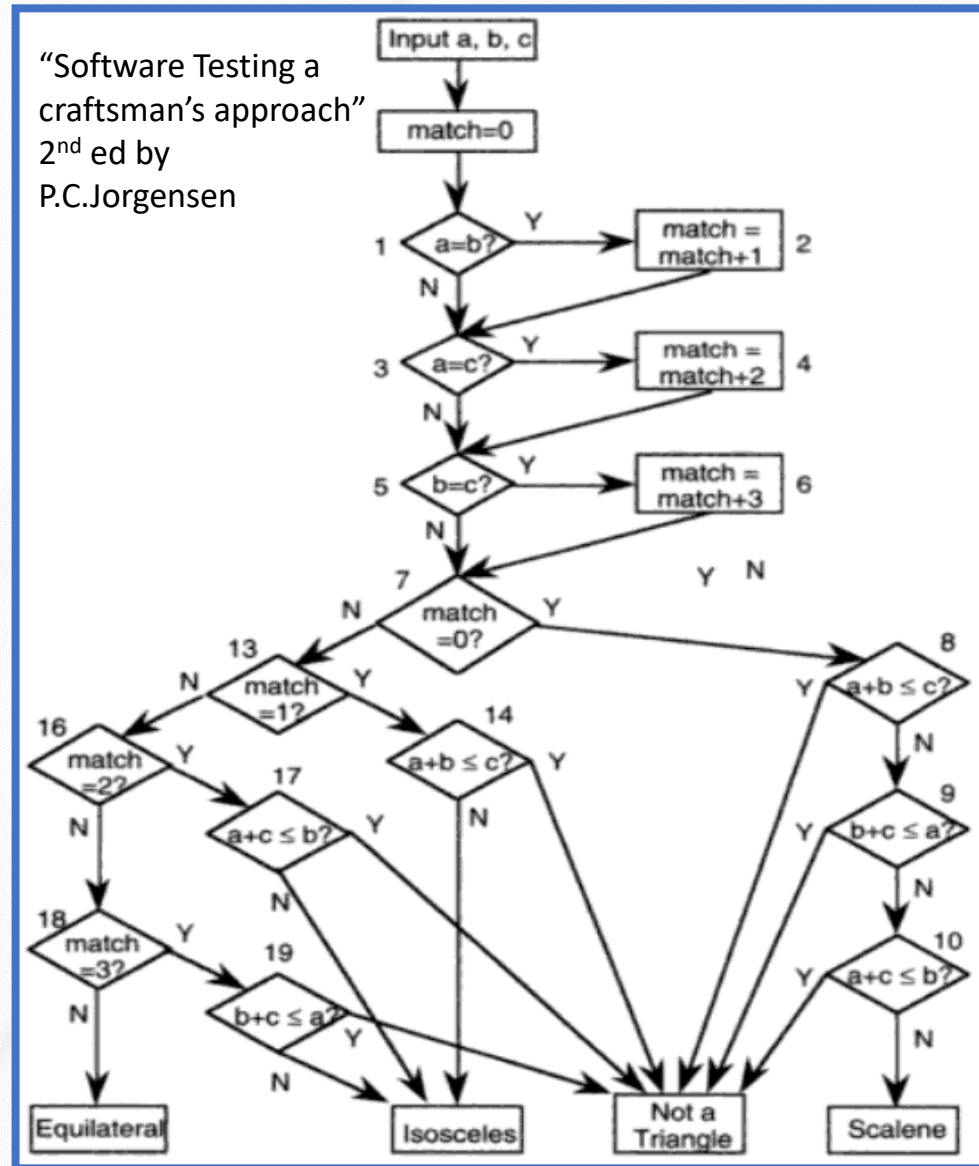 “Software Testing a
craftsman’s approach”
2nd ed by
P.C.Jorgensen
Input a, b, c
match=0
1
a=b?
Y
match =
match+1
2
N
3
a=c?
Y
match =
match+2
4
N
5
b=c?
Y
match =
match+3
6
N
Y N
7
N
match
=0?
Y
13
N
match
=1?
Y
8
Y
a+b ≤ c?
N
16
match
=2?
Y
N
14
a+b ≤ c?
Y
N
17
a+c ≤ b?
Y
N
9
Y
b+c ≤ a?
N
18
match
=3?
Y
N
19
b+c ≤ a?
Y
N
10
Y
a+c ≤ b?
N
Equilateral
Isosceles
Not a
Triangle
Scalene